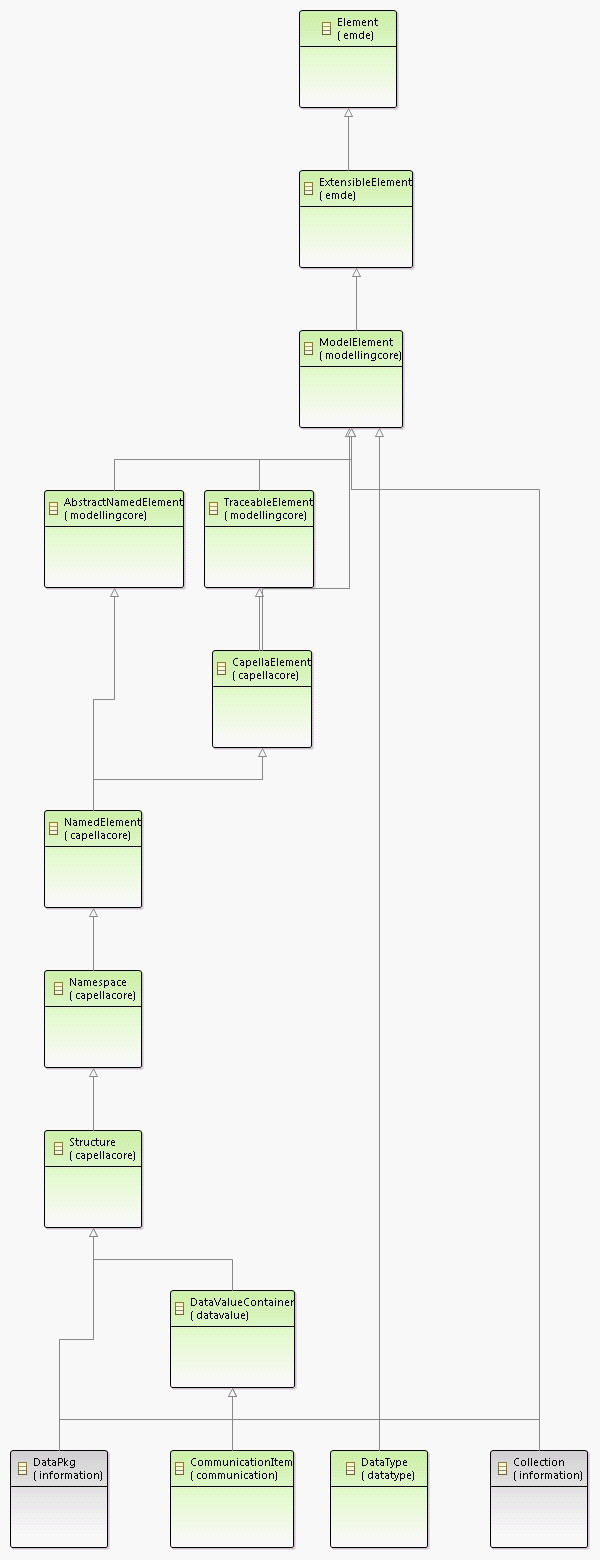 Element
( emde)
ExtensibleElement
( emde)
ModelElement
( modellingcore)
AbstractNamedElement
( modellingcore)
TraceableElement
( modellingcore)
CapellaElement
( capellacore)
NamedElement
( capellacore)
Namespace
( capellacore)
Structure
( capellacore)
DataValueContainer
( datavalue)
DataPkg
( information)
CommunicationItem
( communication)
DataType
( datatype)
Collection
( information)